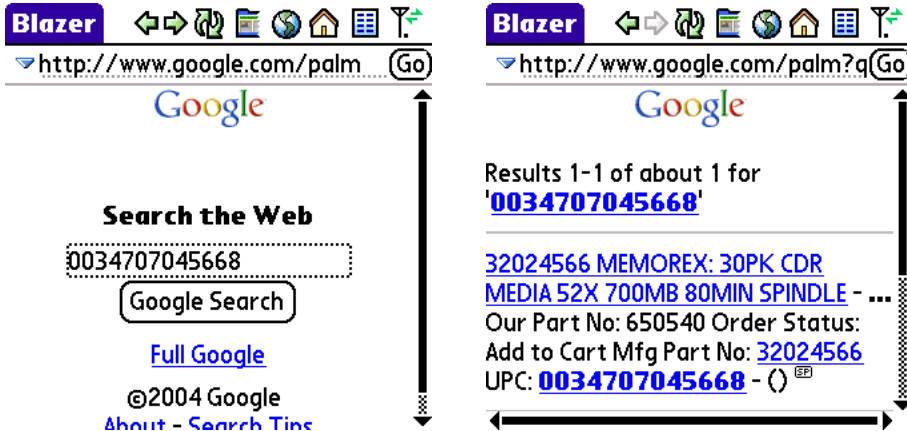 Blazer
http://www.google.com/palm Go
Google
Search the Web
0034707045668
Google Search
Full Google
©2004 Google
About - Search Tips
Blazer
http://www.google.com/palm?q Go
Google
Results 1-1 of about 1 for
'0034707045668'
32024566 MEMOREX: 30PK CDR
MEDIA 52X 700MB 80MIN SPINDLE - ...
Our Part No: 650540 Order Status:
Add to Cart Mfg Part No: 32024566
UPC: 0034707045668 - () SP